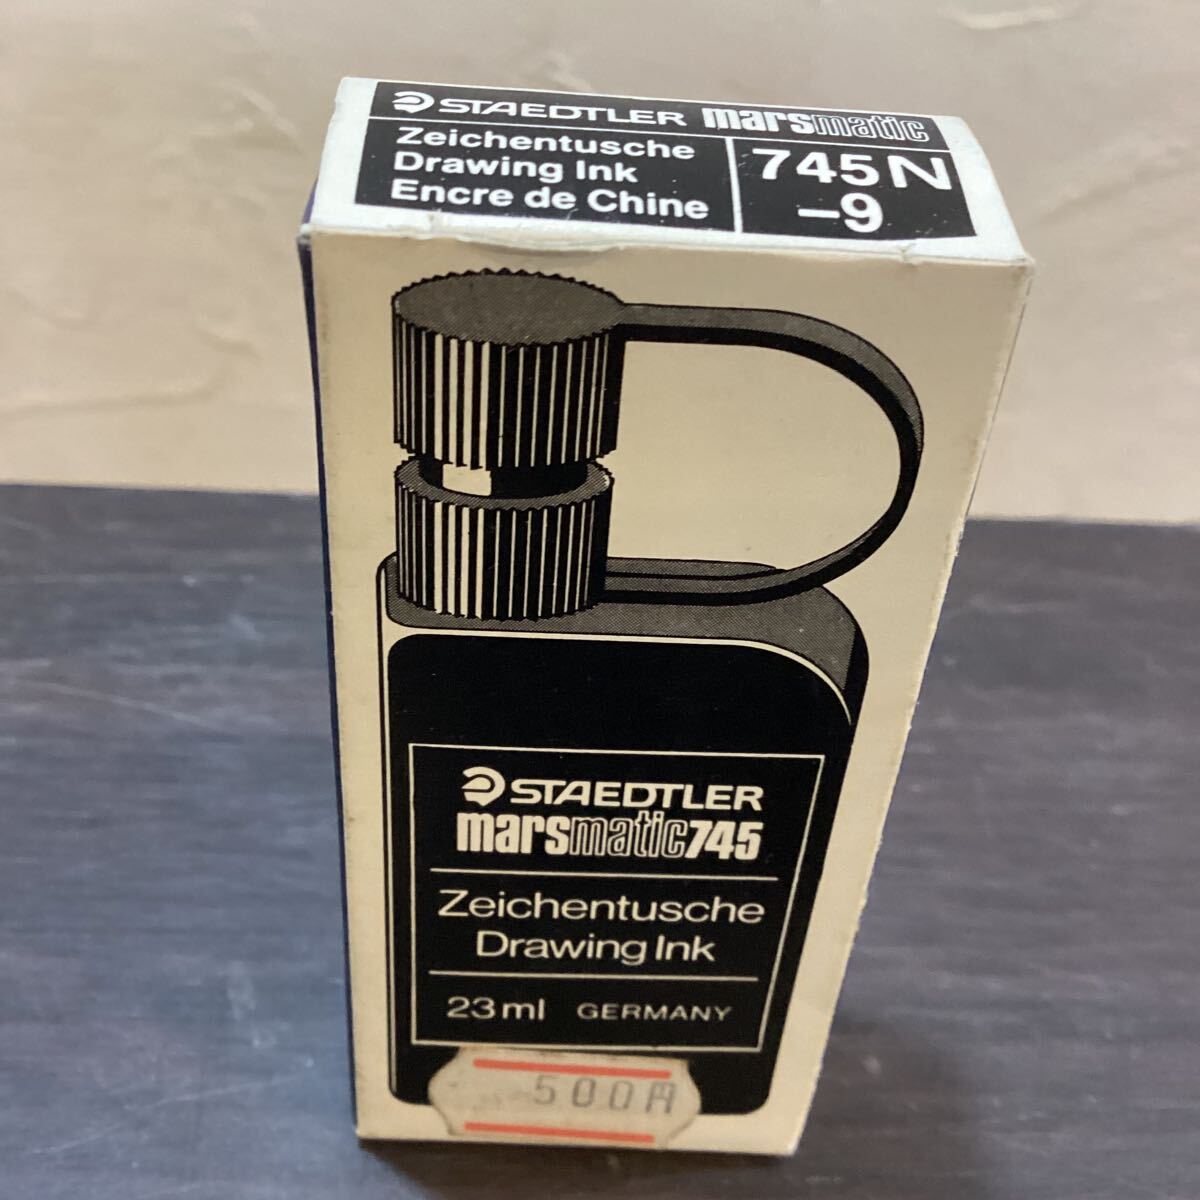 STAEDTLER marsmatic
Zeichentusche
Drawing Ink
Encre de Chine
745 N
-9
STAEDTLER
marsmatic745
Zeichentusche
Drawing Ink
23 ml GERMANY
500円